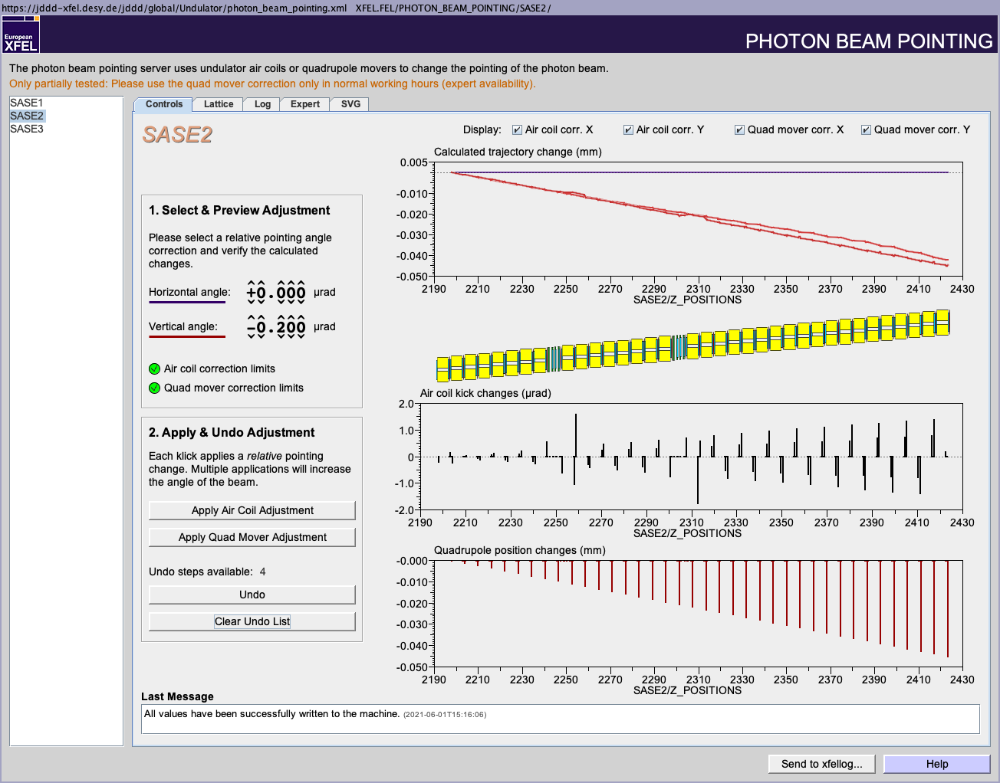 https://jddd-xfel.desy.de/jddd/global/Undulator/photon_beam_pointing.xml XFEL.FEL/PHOTON_BEAM_POINTING/SASE2/
European
XFEL
PHOTON BEAM POINTING
The photon beam pointing server uses undulator air coils or quadrupole movers to change the pointing of the photon beam.
Only partially tested: Please use the quad mover correction only in normal working hours (expert availability).
SASE1
SASE2
SASE3
Controls Lattice Log Expert SVG
SASE2
Display: Air coil corr. X Air coil corr. Y Quad mover corr. X Quad mover corr. Y
1. Select & Preview Adjustment
Please select a relative pointing angle
correction and verify the calculated
changes.
Horizontal angle: +0.000 µrad
Vertical angle: -0.200 µrad
Air coil correction limits
Quad mover correction limits
2. Apply & Undo Adjustment
Each klick applies a relative pointing
change. Multiple applications will increase
the angle of the beam.
Apply Air Coil Adjustment
Apply Quad Mover Adjustment
Undo steps available: 4
Undo
Clear Undo List
Calculated trajectory change (mm)
0.005
-0.010
-0.020
-0.030
-0.040
-0.050
2190 2210 2230 2250 2270 2290 2310 2330 2350 2370 2390 2410 2430
SASE2/Z_POSITIONS
Air coil kick changes (µrad)
2.0
1.0
0
-1.0
-2.0
2190 2210 2230 2250 2270 2290 2310 2330 2350 2370 2390 2410 2430
SASE2/Z_POSITIONS
Quadrupole position changes (mm)
-0.000
-0.010
-0.020
-0.030
-0.040
-0.050
2190 2210 2230 2250 2270 2290 2310 2330 2350 2370 2390 2410 2430
SASE2/Z_POSITIONS
Last Message
All values have been successfully written to the machine. (2021-06-01T15:16:06)
Send to xfellog... Help